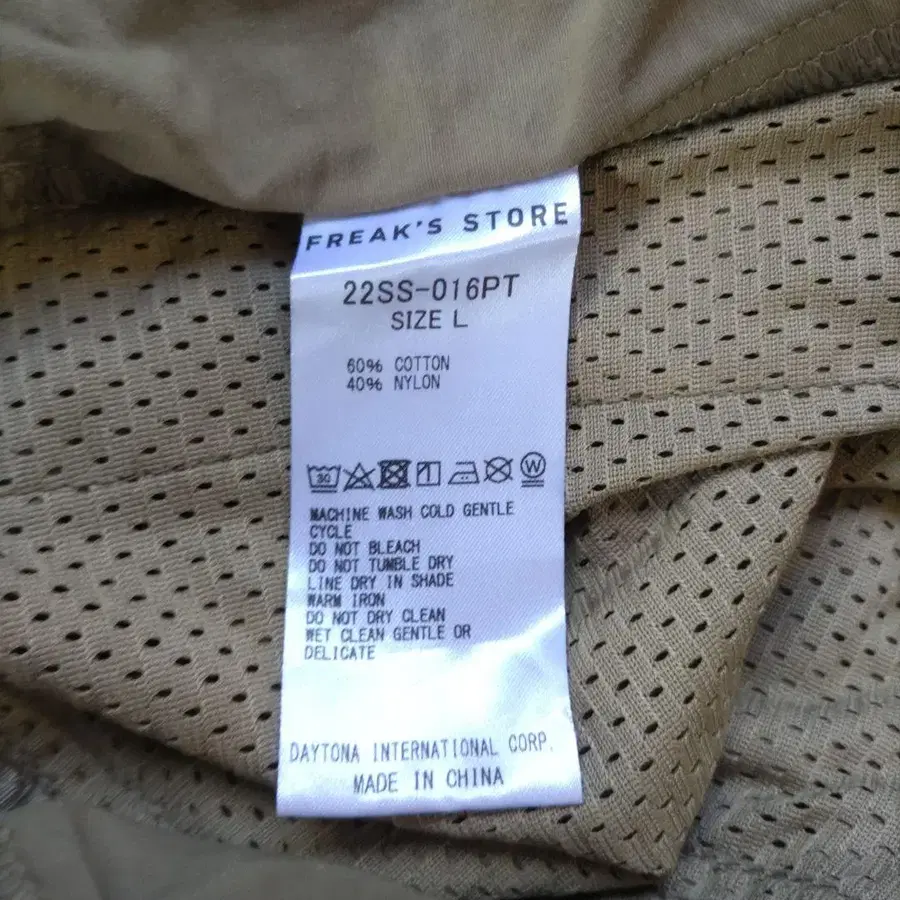 FREAK'S STORE
22SS-016PT
SIZE L
60% COTTON
40% NYLON
30 W
MACHINE WASH COLD GENTLE
CYCLE
DO NOT BLEACH
DO NOT TUMBLE DRY
LINE DRY IN SHADE
WARM IRON
DO NOT DRY CLEAN
WET CLEAN GENTLE OR
DELICATE
DAYTONA INTERNATIONAL CORP.
MADE IN CHINA